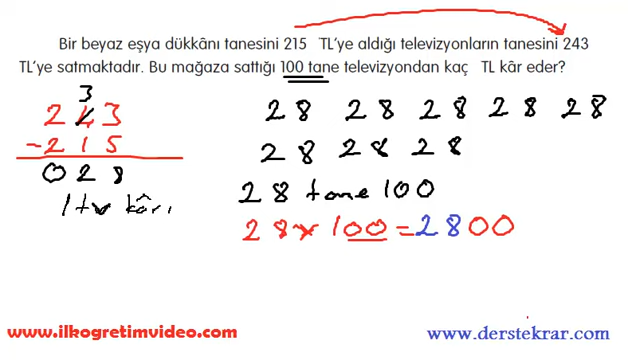 Bir beyaz eşya dükkânı tanesini 215 TL'ye aldığı televizyonların tanesini 243
TL'ye satmaktadır. Bu mağaza sattığı 100 tane televizyondan kaç TL kâr eder?
3
243
-215
028
1 tv kârı
28 28 28 28 28
28 28 28
28 tane 100
28 x 100 = 2800
www.ilkogretimvideo.com
www.derstekrar.com